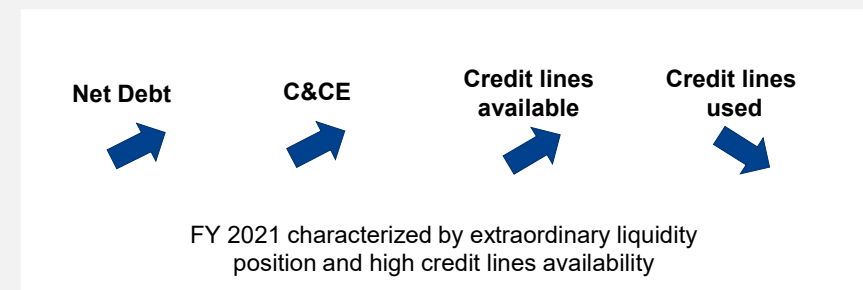 Net Debt
C&CE
Credit lines
available
Credit lines
used
FY 2021 characterized by extraordinary liquidity
position and high credit lines availability